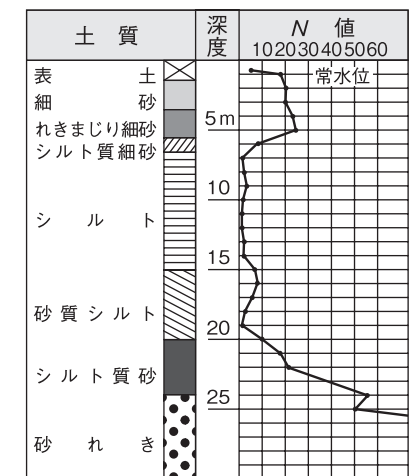 土質 深度 N 値
10 20 30 40 50 60
表土 常水位
細砂
5m
れきまじり細砂
シルト質細砂
10
シルト
15
砂質シルト
20
シルト質砂
25
砂れき